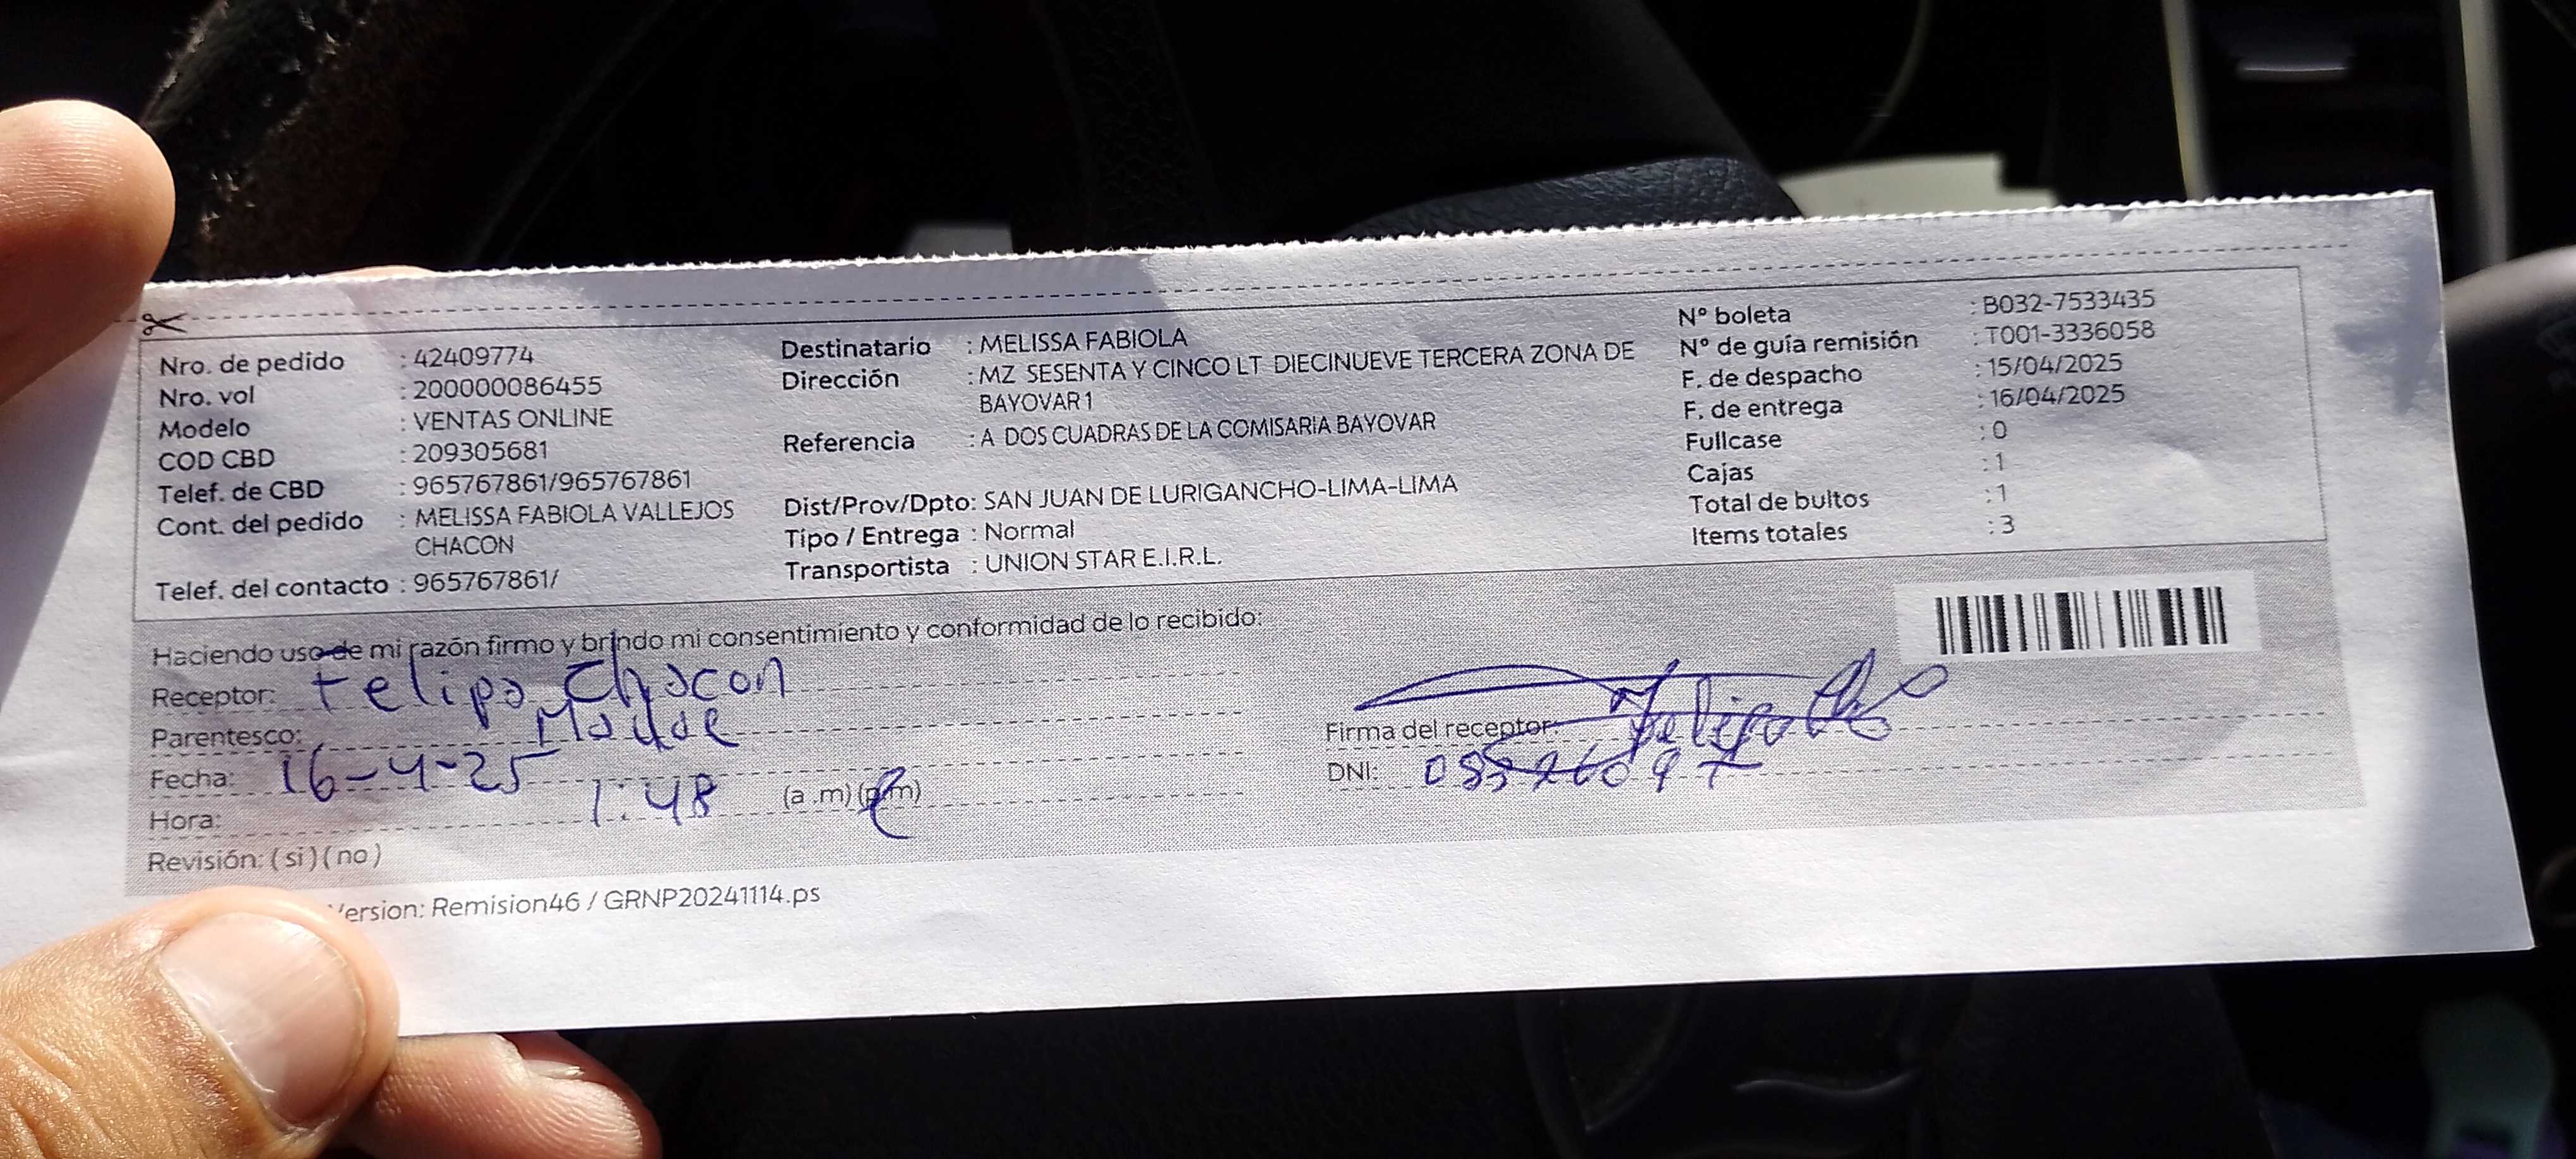 Nro. de pedido : 42409774
Nro. vol : 200000086455
Modelo : VENTAS ONLINE
COD CBD : 209305681
Telef. de CBD : 965767861/965767861
Cont. del pedido : MELISSA FABIOLA VALLEJOS
CHACON
Telef. del contacto : 965767861/
Destinatario : MELISSA FABIOLA
Dirección : MZ SESENTA Y CINCO LT DIECINUEVE TERCERA ZONA DE
BAYOVAR 1
Referencia : A DOS CUADRAS DE LA COMISARIA BAYOVAR
Dist/Prov/Dpto: SAN JUAN DE LURIGANCHO-LIMA-LIMA
Tipo / Entrega : Normal
Transportista : UNION STAR E.I.R.L.
Nº boleta : B032-7533435
Nº de guía remisión : T001-3336058
F. de despacho : 15/04/2025
F. de entrega : 16/04/2025
Fullcase : 0
Cajas : 1
Total de bultos : 1
Items totales : 3
Haciendo uso de mi razón firmo y brindo mi consentimiento y conformidad de lo recibido:
Receptor: Felipa Chacon
Parentesco: Madre
Fecha: 16-4-25
Hora: 1:48 (a .m) (p.m)
Revisión: ( si ) ( no )
Firma del receptor:
DNI:
Version: Remision46 / GRNP20241114.ps